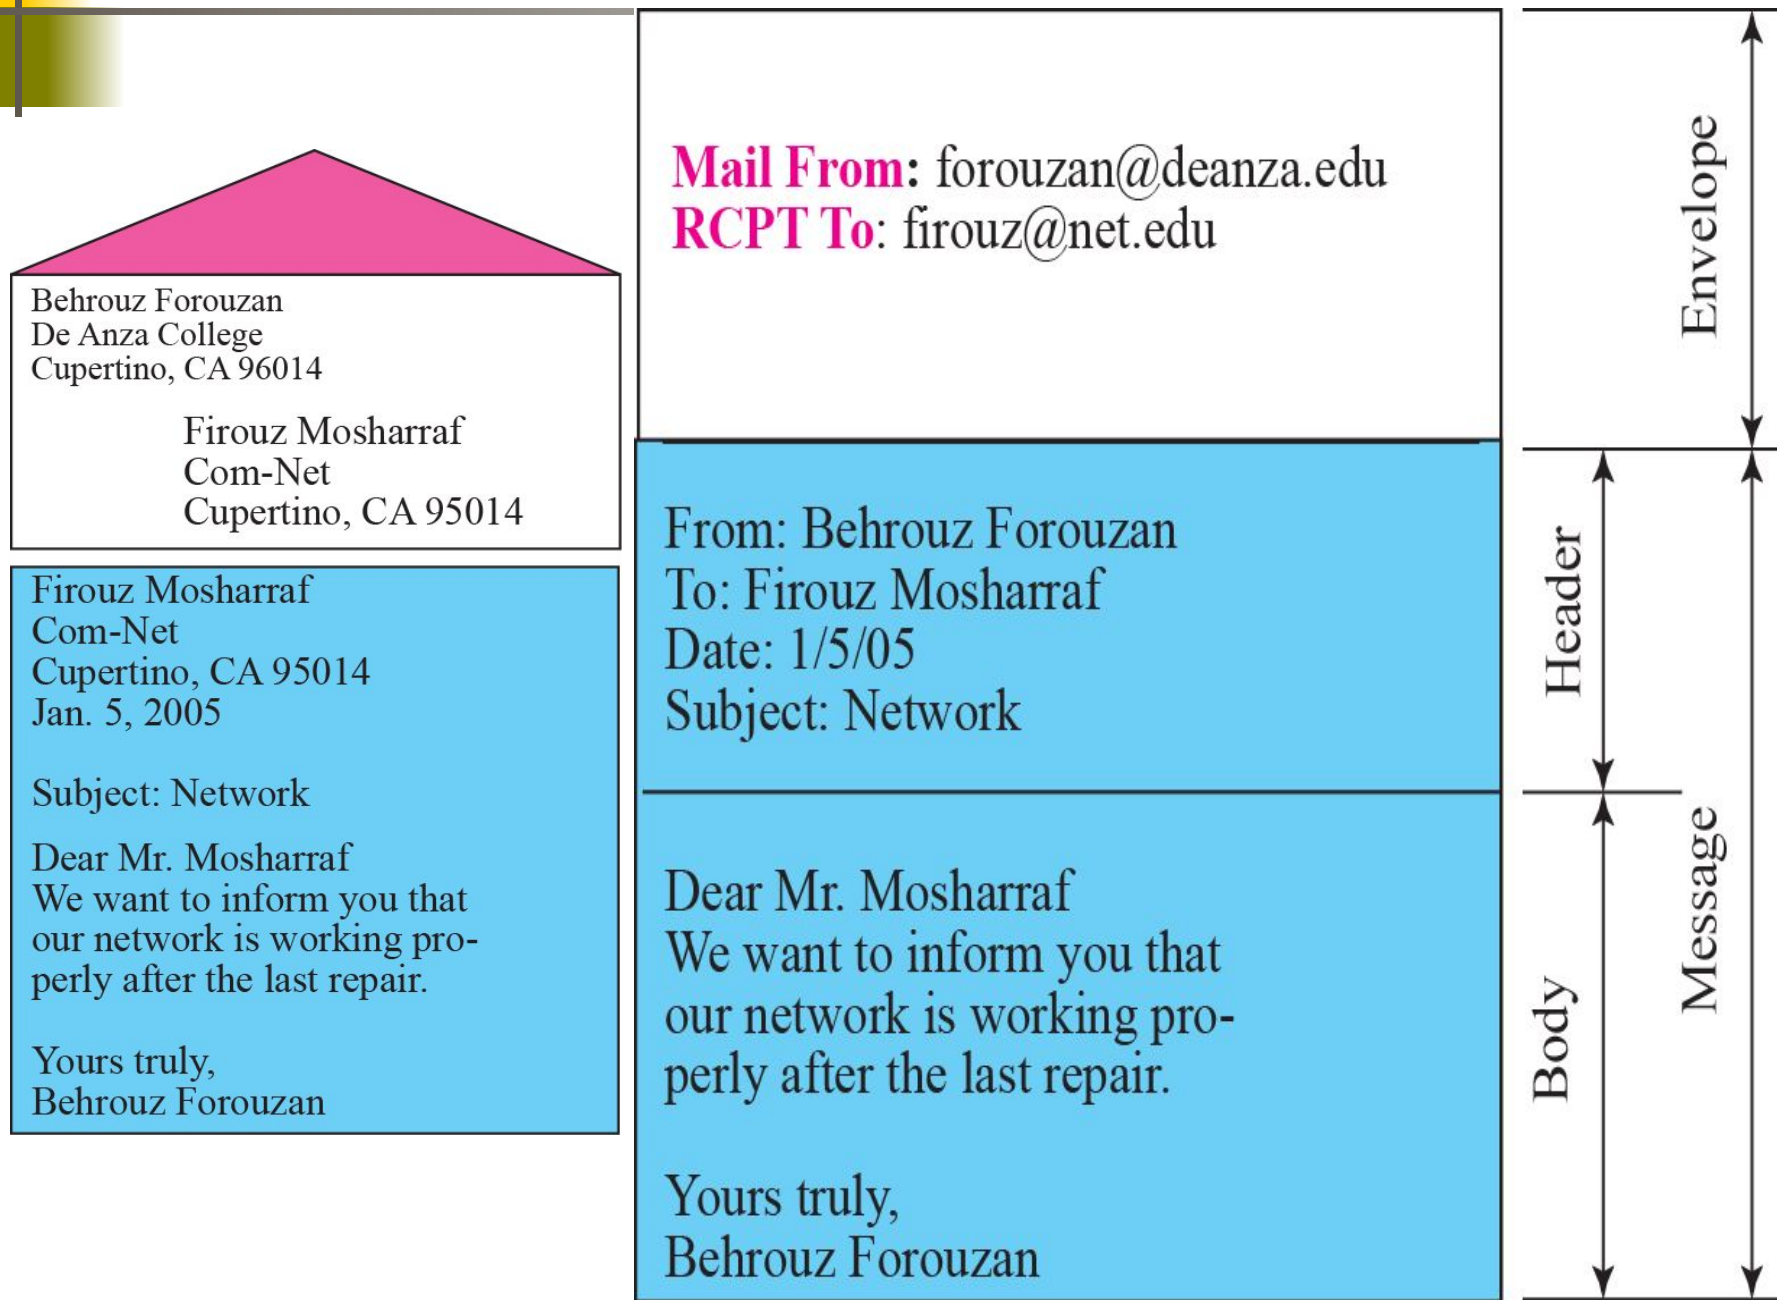 Behrouz Forouzan
De Anza College
Cupertino, CA 96014
Firouz Mosharraf
Com-Net
Cupertino, CA 95014
Firouz Mosharraf
Com-Net
Cupertino, CA 95014
Jan. 5, 2005
Subject: Network
Dear Mr. Mosharraf
We want to inform you that
our network is working pro-
perly after the last repair.
Yours truly,
Behrouz Forouzan
Mail From: forouzan@deanza.edu
RCPT To: firouz@net.edu
From: Behrouz Forouzan
To: Firouz Mosharraf
Date: 1/5/05
Subject: Network
Dear Mr. Mosharraf
We want to inform you that
our network is working pro-
perly after the last repair.
Yours truly,
Behrouz Forouzan
Envelope
Header
Body
Message